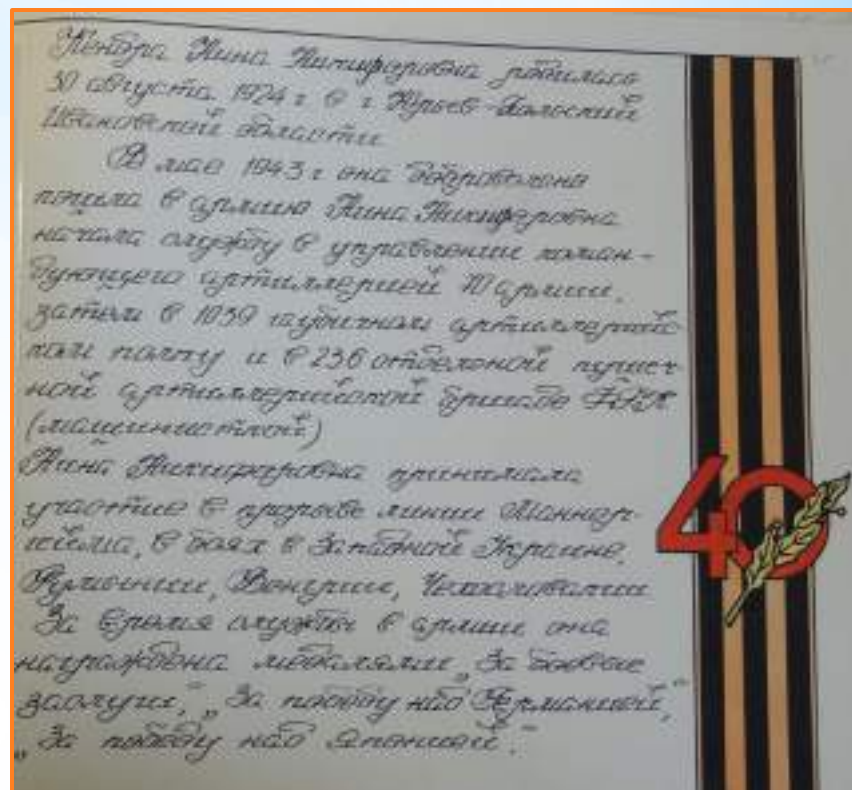 Нина Никифоровна родилась
30 августа 1924 г в г Юрьев-Польский
Ивановской области
В мае 1943 г она добровольно
пошла в армию Нина Никифоровна
начала службу в управлении коман-
дующего артиллерией 70 армии,
затем в 1039 гаубичном артиллерийс-
ком полку и в 236 отдельной пушеч-
ной артиллерийской бригаде
(машинисткой)
Нина Никифоровна принимала
участие в прорыве линии Маннер-
гейма, в боях в Западной Украине,
Румынии, Венгрии, Чехословакии
За время службы в армии она
награждена медалями „За боевые
заслуги," „За победу над Германией,"
„За победу над Японией."
40